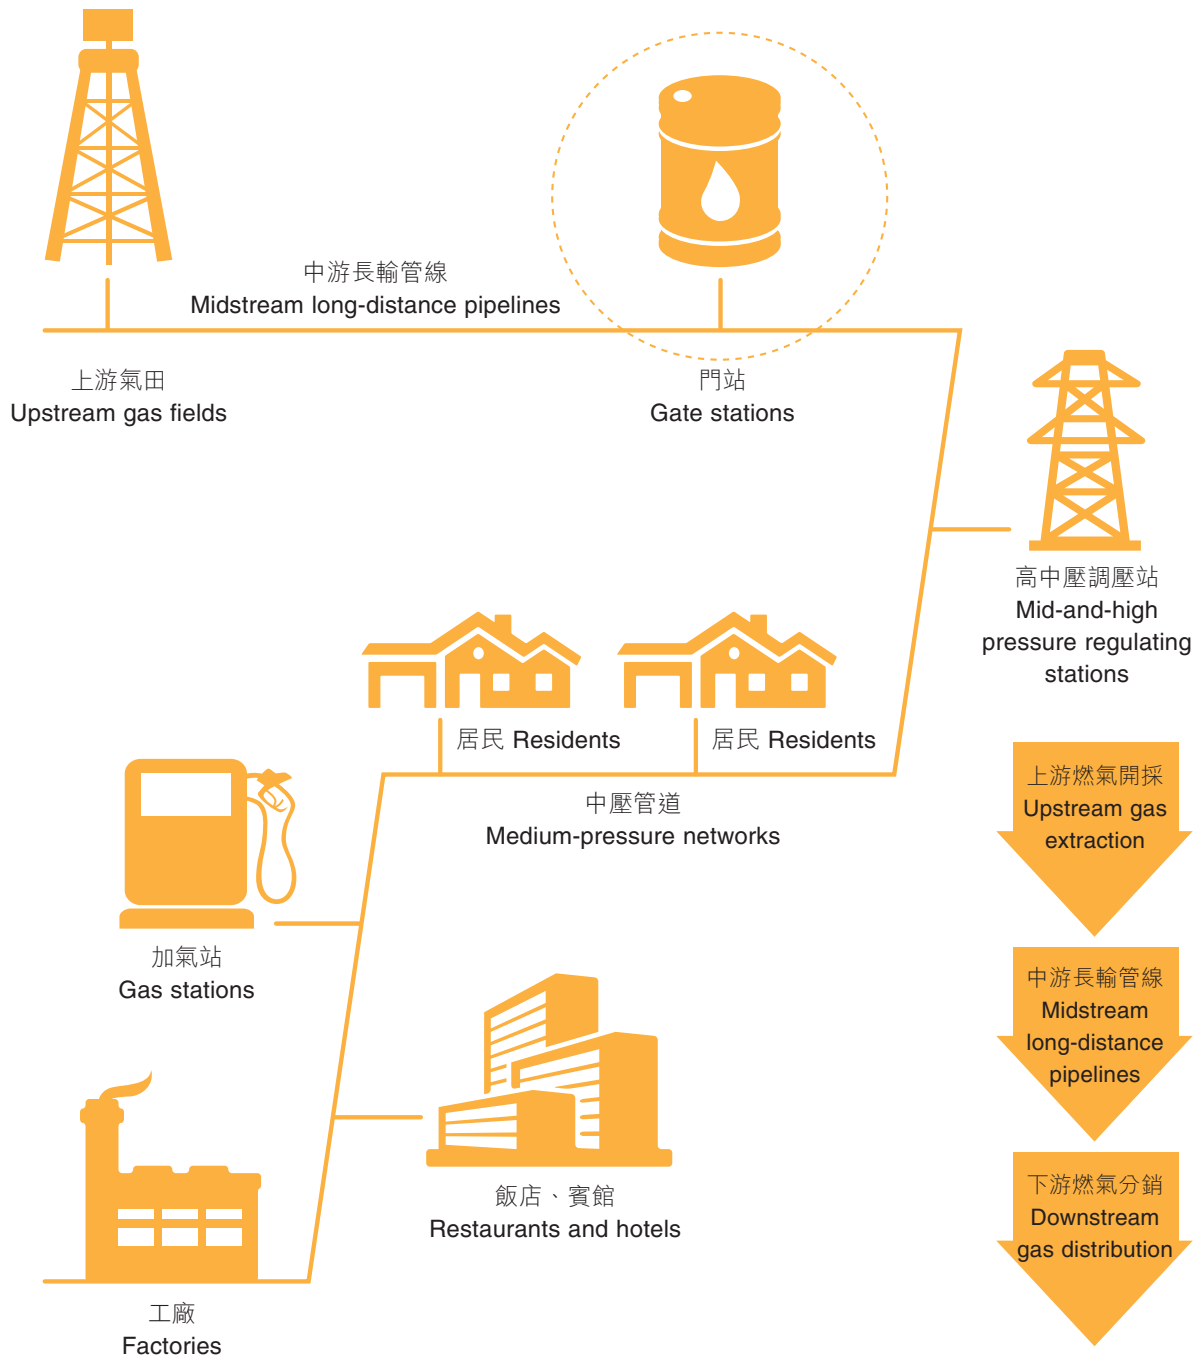 中游長輸管線
Midstream long-distance pipelines
上游氣田
Upstream gas fields
門站
Gate stations
高中壓調壓站
Mid-and-high
pressure regulating
stations
居民 Residents
居民 Residents
中壓管道
Medium-pressure networks
加氣站
Gas stations
飯店、賓館
Restaurants and hotels
工廠
Factories
上游燃氣開採
Upstream gas
extraction
中游長輸管線
Midstream
long-distance
pipelines
下游燃氣分銷
Downstream
gas distribution